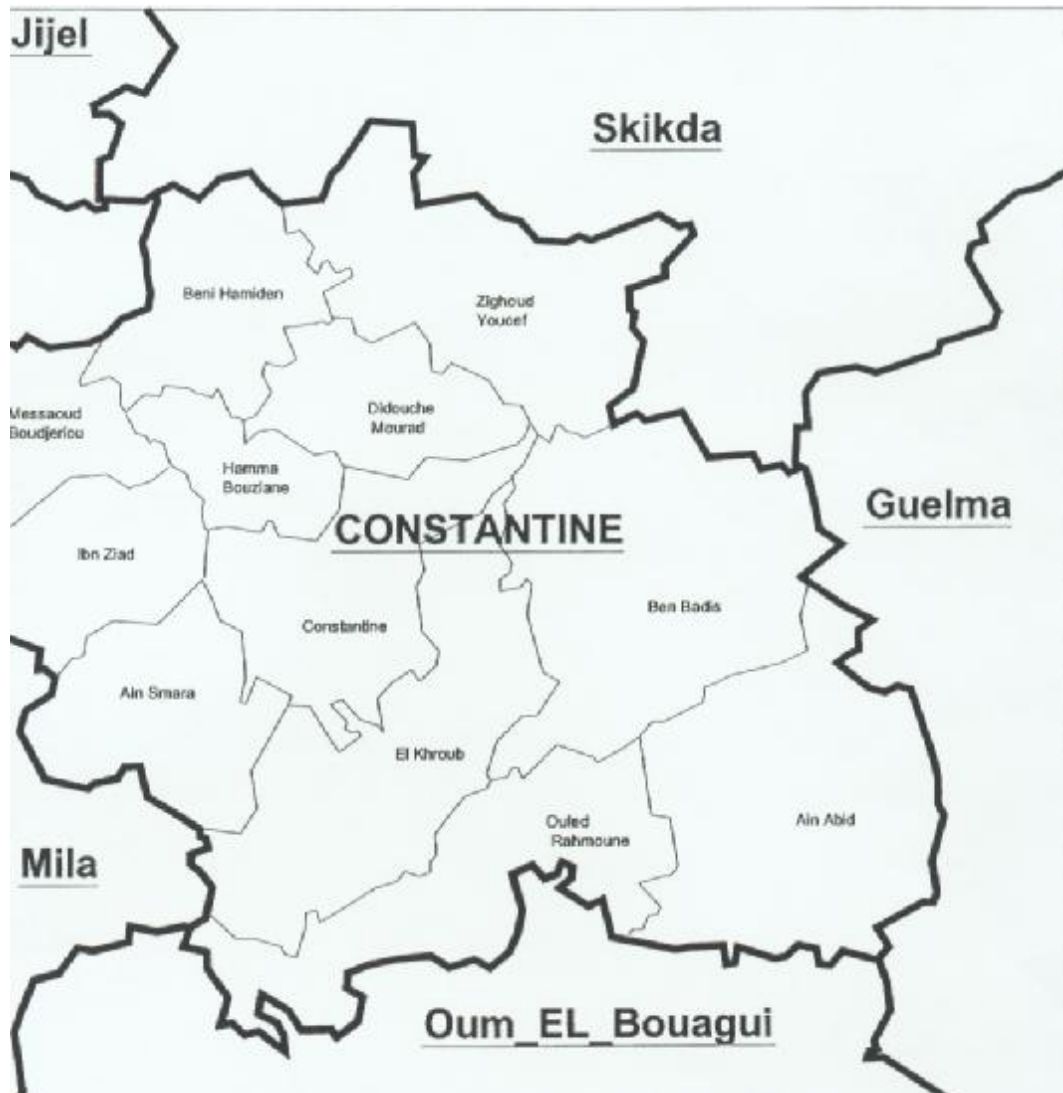 Jijel
Skikda
Beni Hamiden
Zighoud
Youcef
Messaoud
Boudjeriou
Didouche
Mourad
Hamma
Bouziane
CONSTANTINE
Guelma
Ibn Ziad
Ben Badis
Constantine
Ain Smara
El Khroub
Ouled
Rahmoune
Ain Abid
Mila
Oum_EL_Bouagui